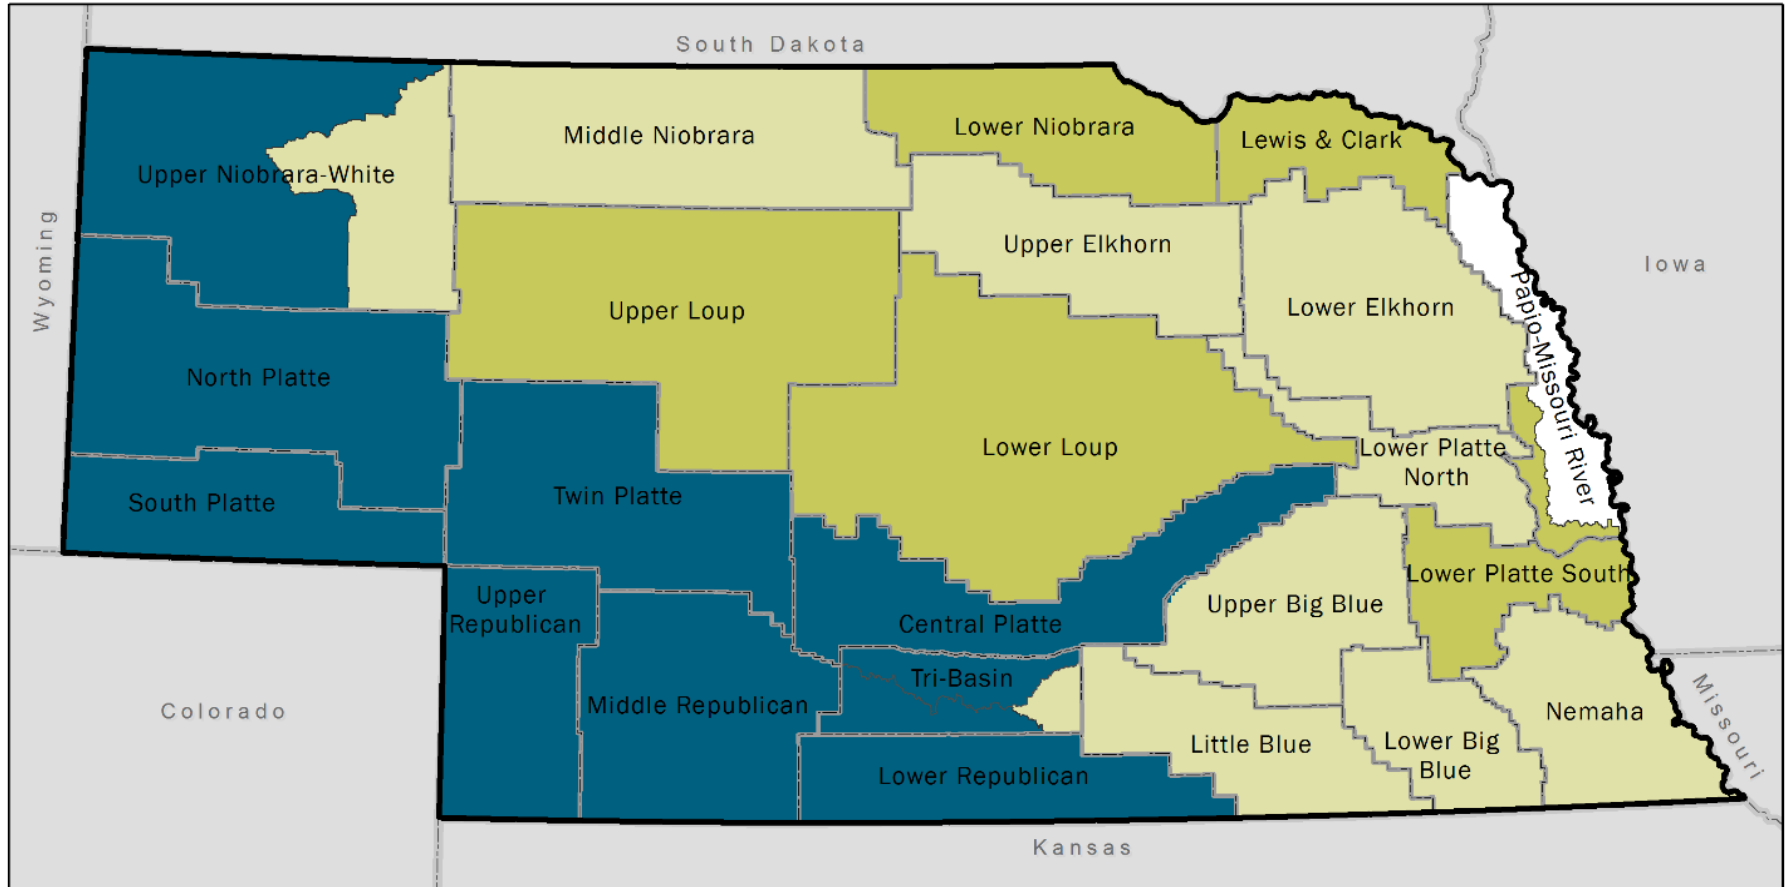 South Dakota
Middle Niobrara
Lower Niobrara
Lewis & Clark
Upper Niobrara-White
Upper Elkhorn
Wyoming
Iowa
Upper Loup
Lower Elkhorn
Papio-Missouri River
North Platte
Lower Loup
Lower Platte
North
South Platte
Twin Platte
Lower Platte South
Upper
Republican
Central Platte
Upper Big Blue
Tri-Basin
Colorado
Middle Republican
Nemaha
Missouri
Little Blue
Lower Big
Blue
Lower Republican
Kansas